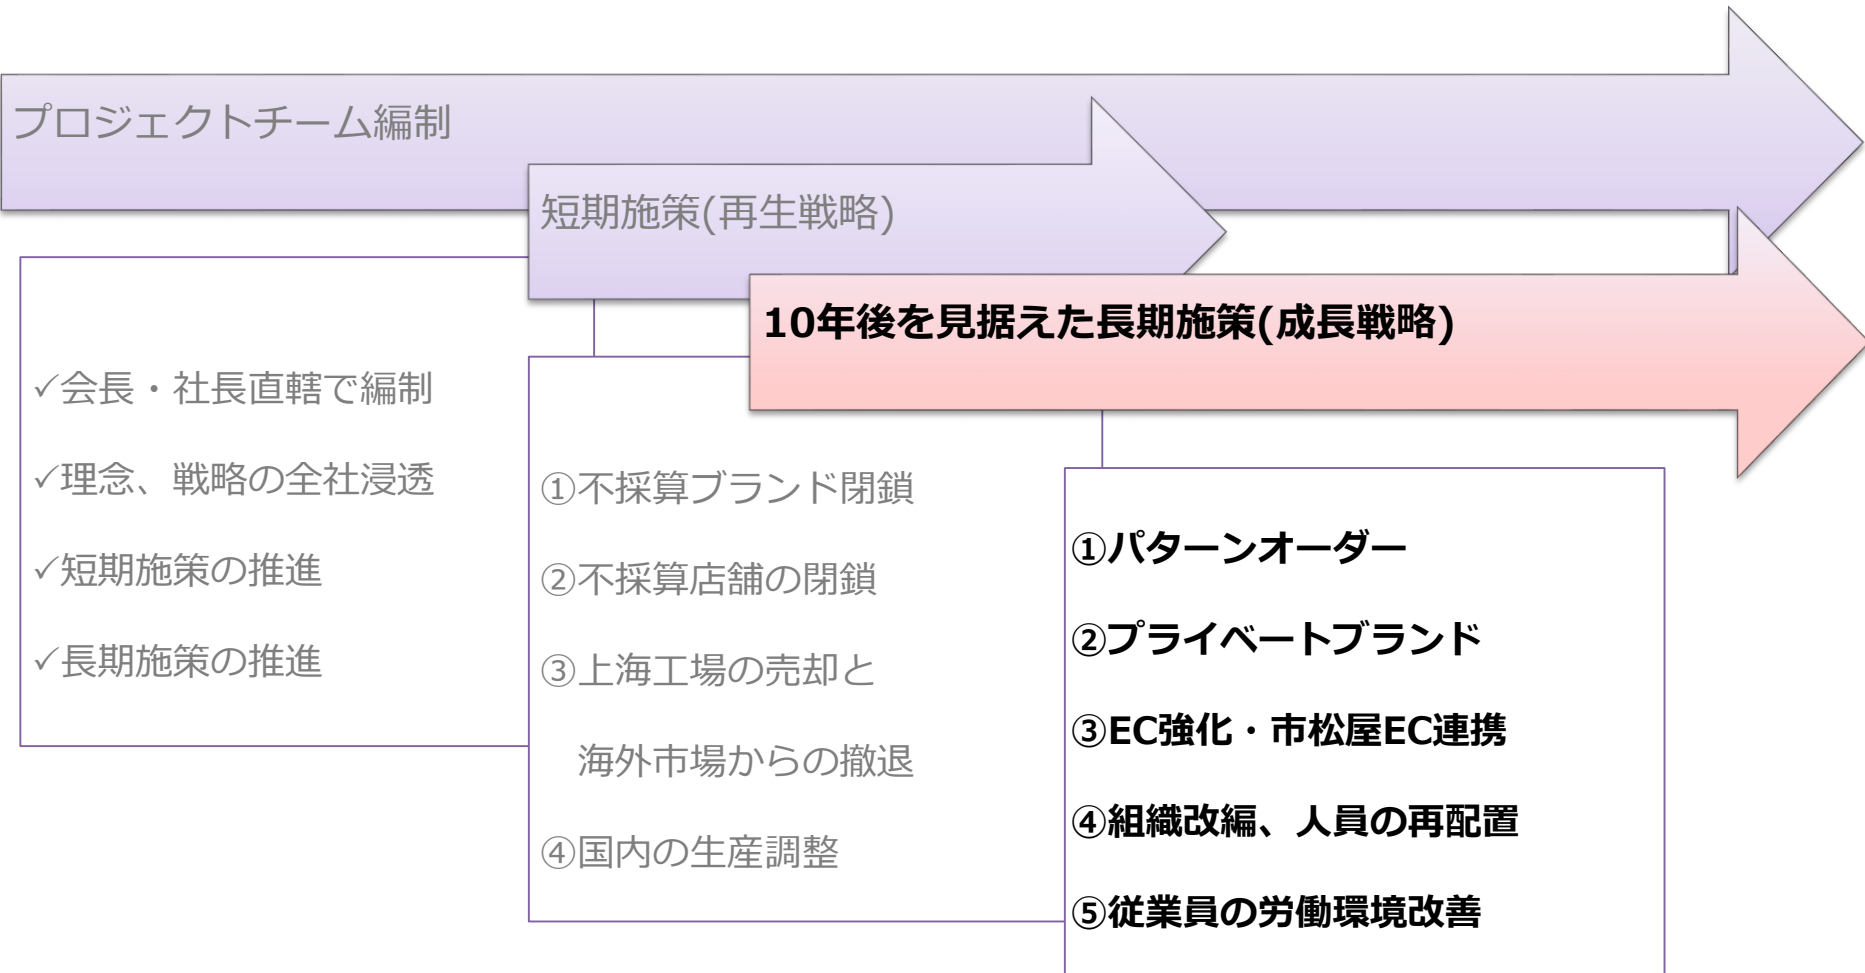 プロジェクトチーム編制
✓会長・社長直轄で編制
✓理念、戦略の全社浸透
✓短期施策の推進
✓長期施策の推進
短期施策(再生戦略)
①不採算ブランド閉鎖
②不採算店舗の閉鎖
③上海工場の売却と
海外市場からの撤退
④国内の生産調整
10年後を見据えた長期施策(成長戦略)
①パターンオーダー
②プライベートブランド
③EC強化・市松屋EC連携
④組織改編、人員の再配置
⑤従業員の労働環境改善